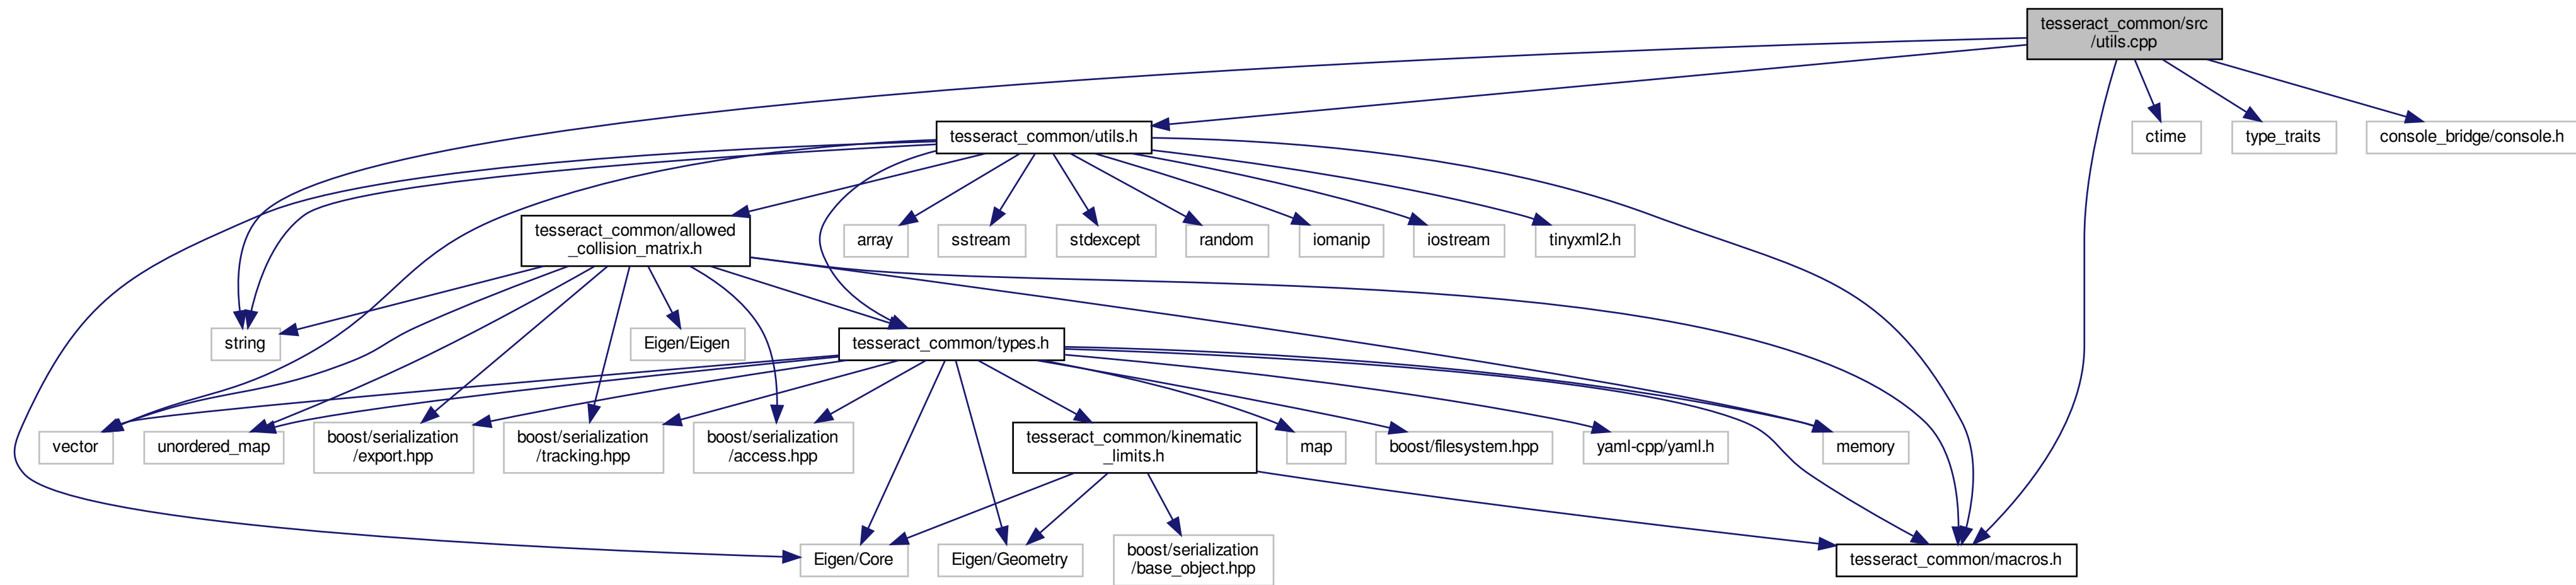 tesseract_common/src
/utils.cpp
tesseract_common/utils.h
ctime
type_traits
console_bridge/console.h
tesseract_common/allowed
_collision_matrix.h
array
sstream
stdexcept
random
iomanip
iostream
tinyxml2.h
string
Eigen/Eigen
tesseract_common/types.h
vector
unordered_map
boost/serialization
/export.hpp
boost/serialization
/tracking.hpp
boost/serialization
/access.hpp
tesseract_common/kinematic
_limits.h
map
boost/filesystem.hpp
yaml-cpp/yaml.h
memory
Eigen/Core
Eigen/Geometry
boost/serialization
/base_object.hpp
tesseract_common/macros.h